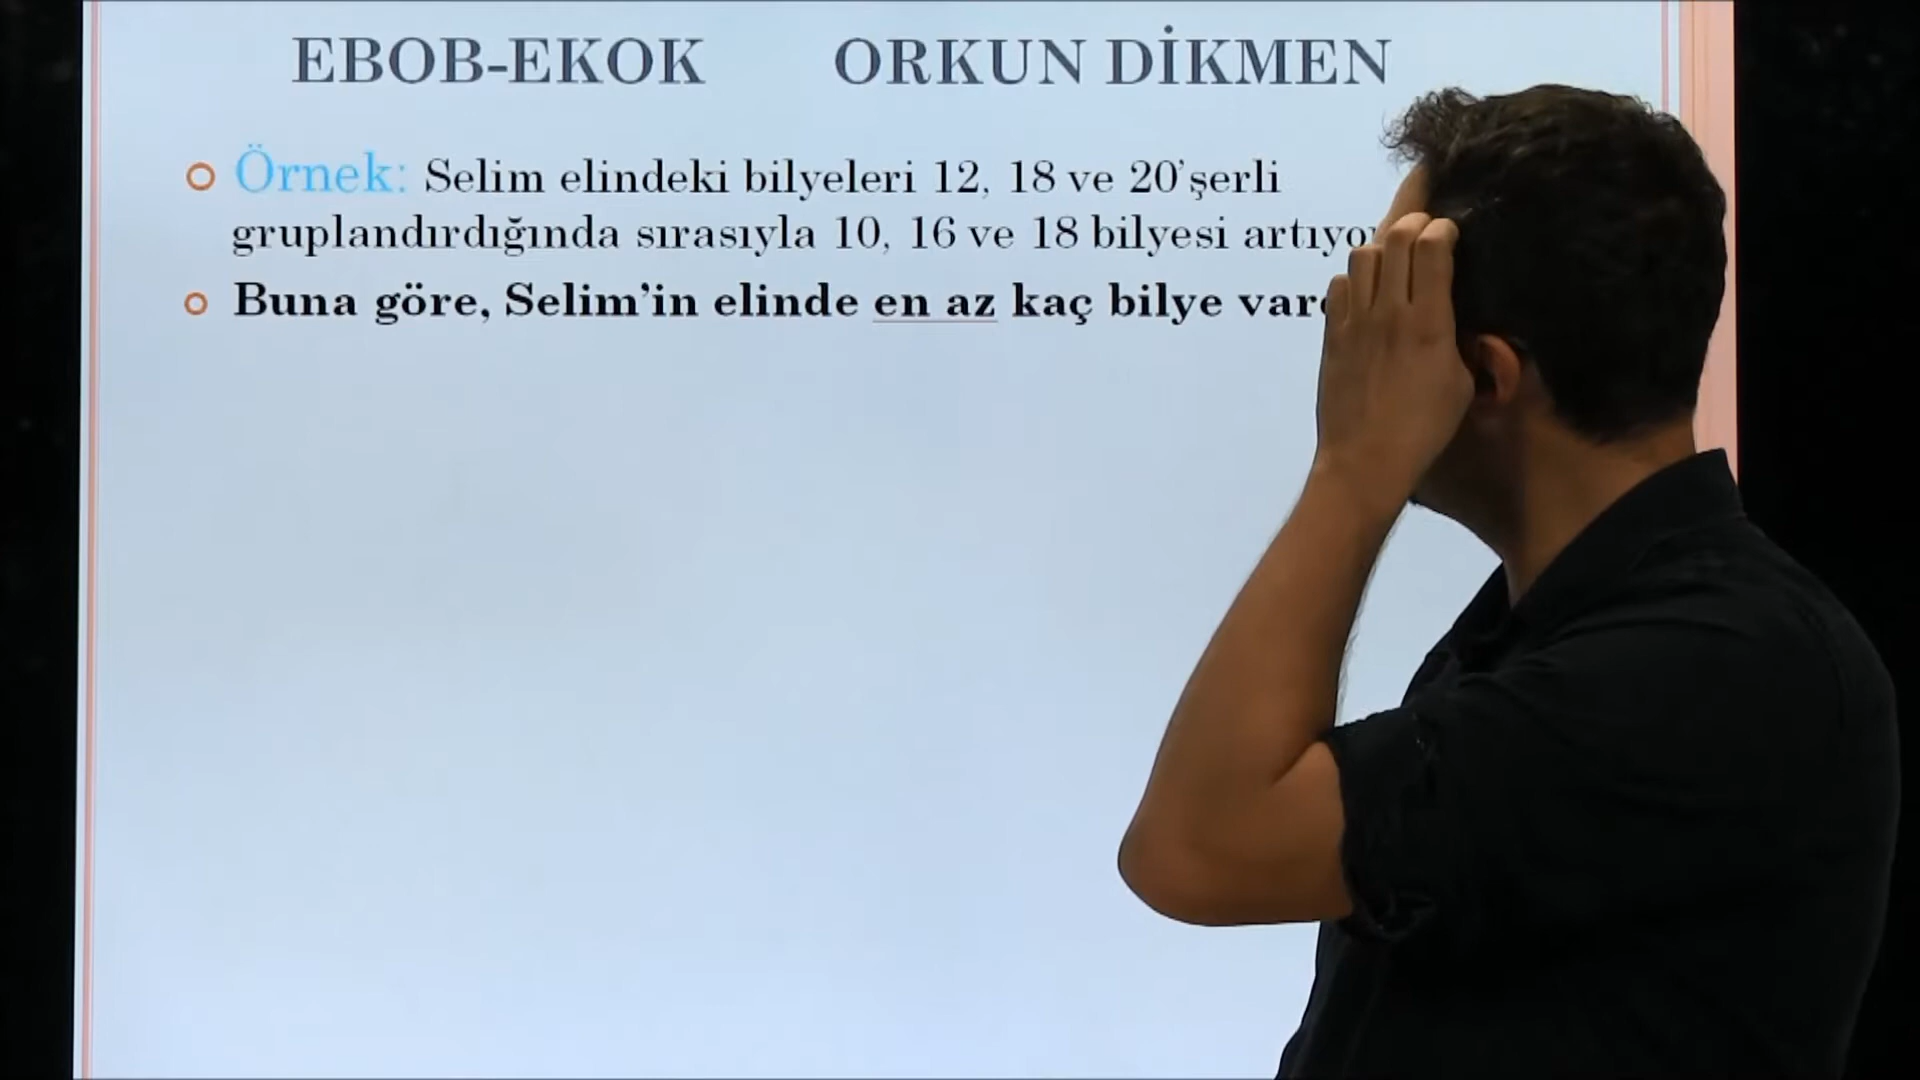 EBOB-EKOK ORKUN DİKMEN
Örnek: Selim elindeki bilyeleri 12, 18 ve 20'şerli
gruplandırdığında sırasıyla 10, 16 ve 18 bilyesi
Buna göre, Selim'in elinde en az kaç bilye